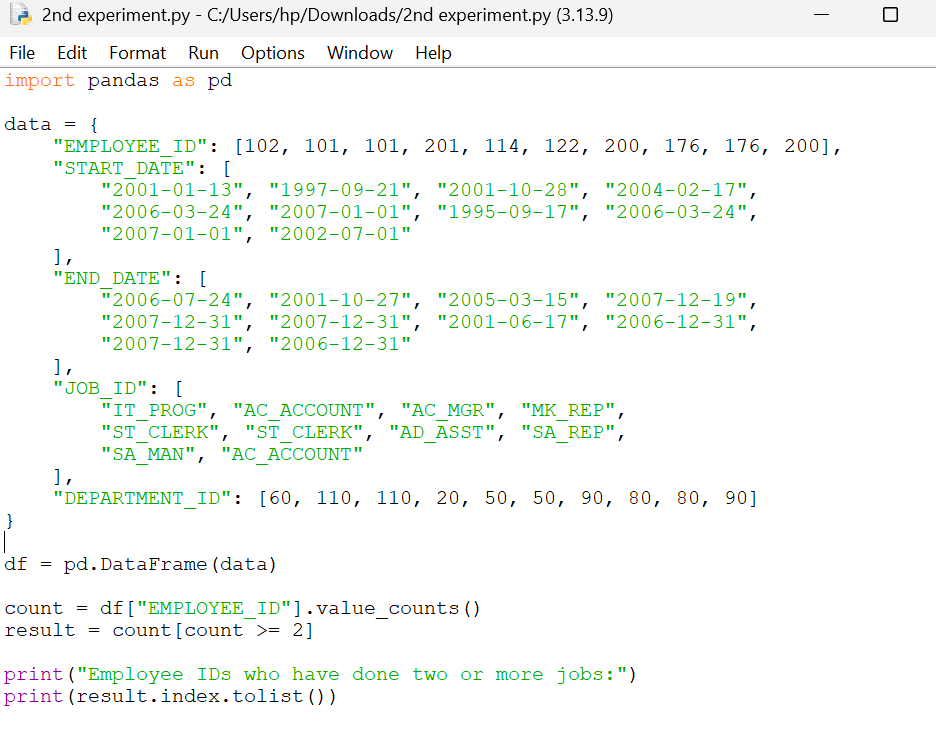 2nd experiment.py - C:/Users/hp/Downloads/2nd experiment.py (3.13.9)
File Edit Format Run Options Window Help
import pandas as pd

data = {
    "EMPLOYEE_ID": [102, 101, 101, 201, 114, 122, 200, 176, 176, 200],
    "START_DATE": [
        "2001-01-13", "1997-09-21", "2001-10-28", "2004-02-17",
        "2006-03-24", "2007-01-01", "1995-09-17", "2006-03-24",
        "2007-01-01", "2002-07-01"
    ],
    "END_DATE": [
        "2006-07-24", "2001-10-27", "2005-03-15", "2007-12-19",
        "2007-12-31", "2007-12-31", "2001-06-17", "2006-12-31",
        "2007-12-31", "2006-12-31"
    ],
    "JOB_ID": [
        "IT_PROG", "AC_ACCOUNT", "AC_MGR", "MK_REP",
        "ST_CLERK", "ST_CLERK", "AD_ASST", "SA_REP",
        "SA_MAN", "AC_ACCOUNT"
    ],
    "DEPARTMENT_ID": [60, 110, 110, 20, 50, 50, 90, 80, 80, 90]
}

df = pd.DataFrame(data)

count = df["EMPLOYEE_ID"].value_counts()
result = count[count >= 2]

print("Employee IDs who have done two or more jobs:")
print(result.index.tolist())